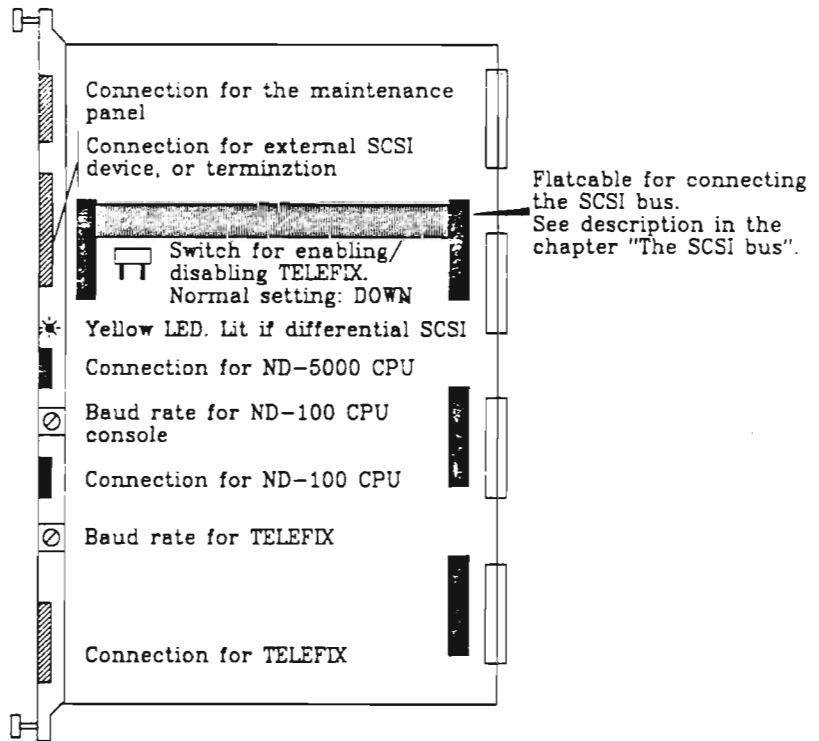 Connection for the maintenance
panel
Connection for external SCSI
device, or terminztion
Flatcable for connecting
the SCSI bus.
See description in the
chapter "The SCSI bus".
Switch for enabling/
disabling TELEFIX.
Normal setting: DOWN
Yellow LED. Lit if differential SCSI
Connection for ND-5000 CPU
Baud rate for ND-100 CPU
console
Connection for ND-100 CPU
Baud rate for TELEFIX
Connection for TELEFIX